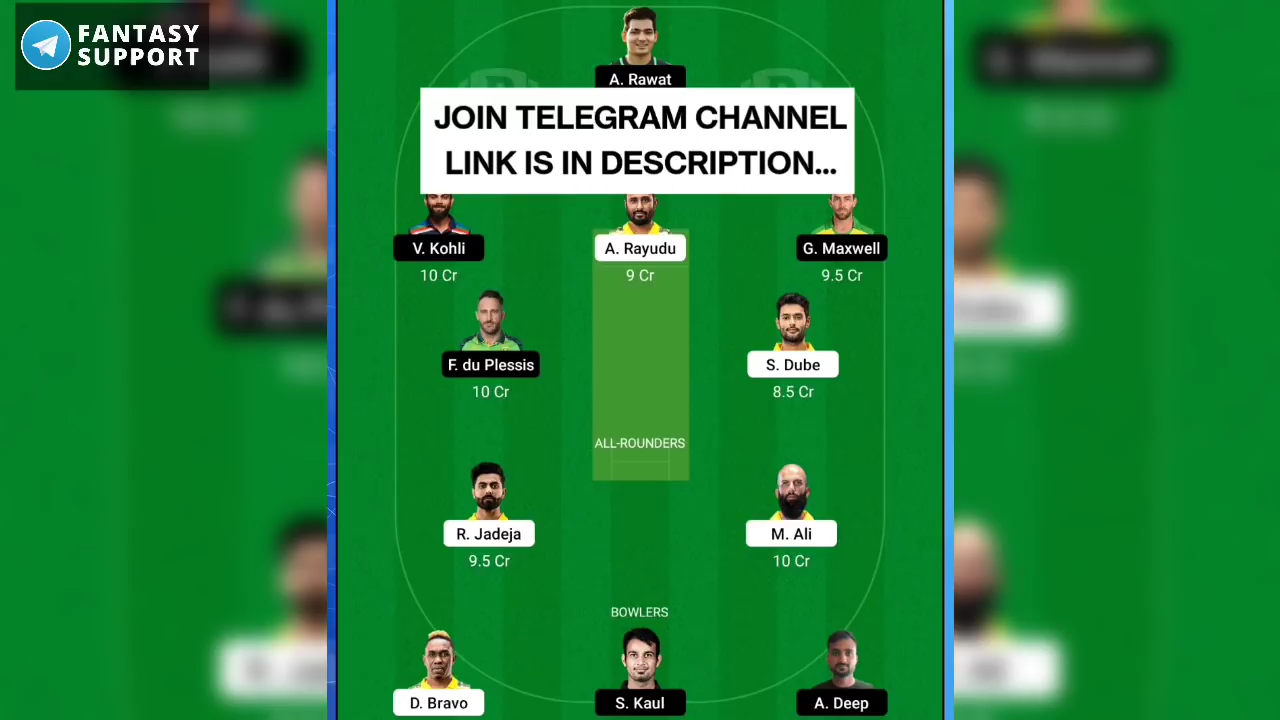 FANTASY
SUPPORT
A. Rawat
JOIN TELEGRAM CHANNEL
LINK IS IN DESCRIPTION...
V. Kohli
A. Rayudu
G. Maxwell
10 Cr
9 Cr
9.5 Cr
F. du Plessis
S. Dube
10 Cr
8.5 Cr
ALL-ROUNDERS
R. Jadeja
M. Ali
9.5 Cr
10 Cr
BOWLERS
D. Bravo
S. Kaul
A. Deep